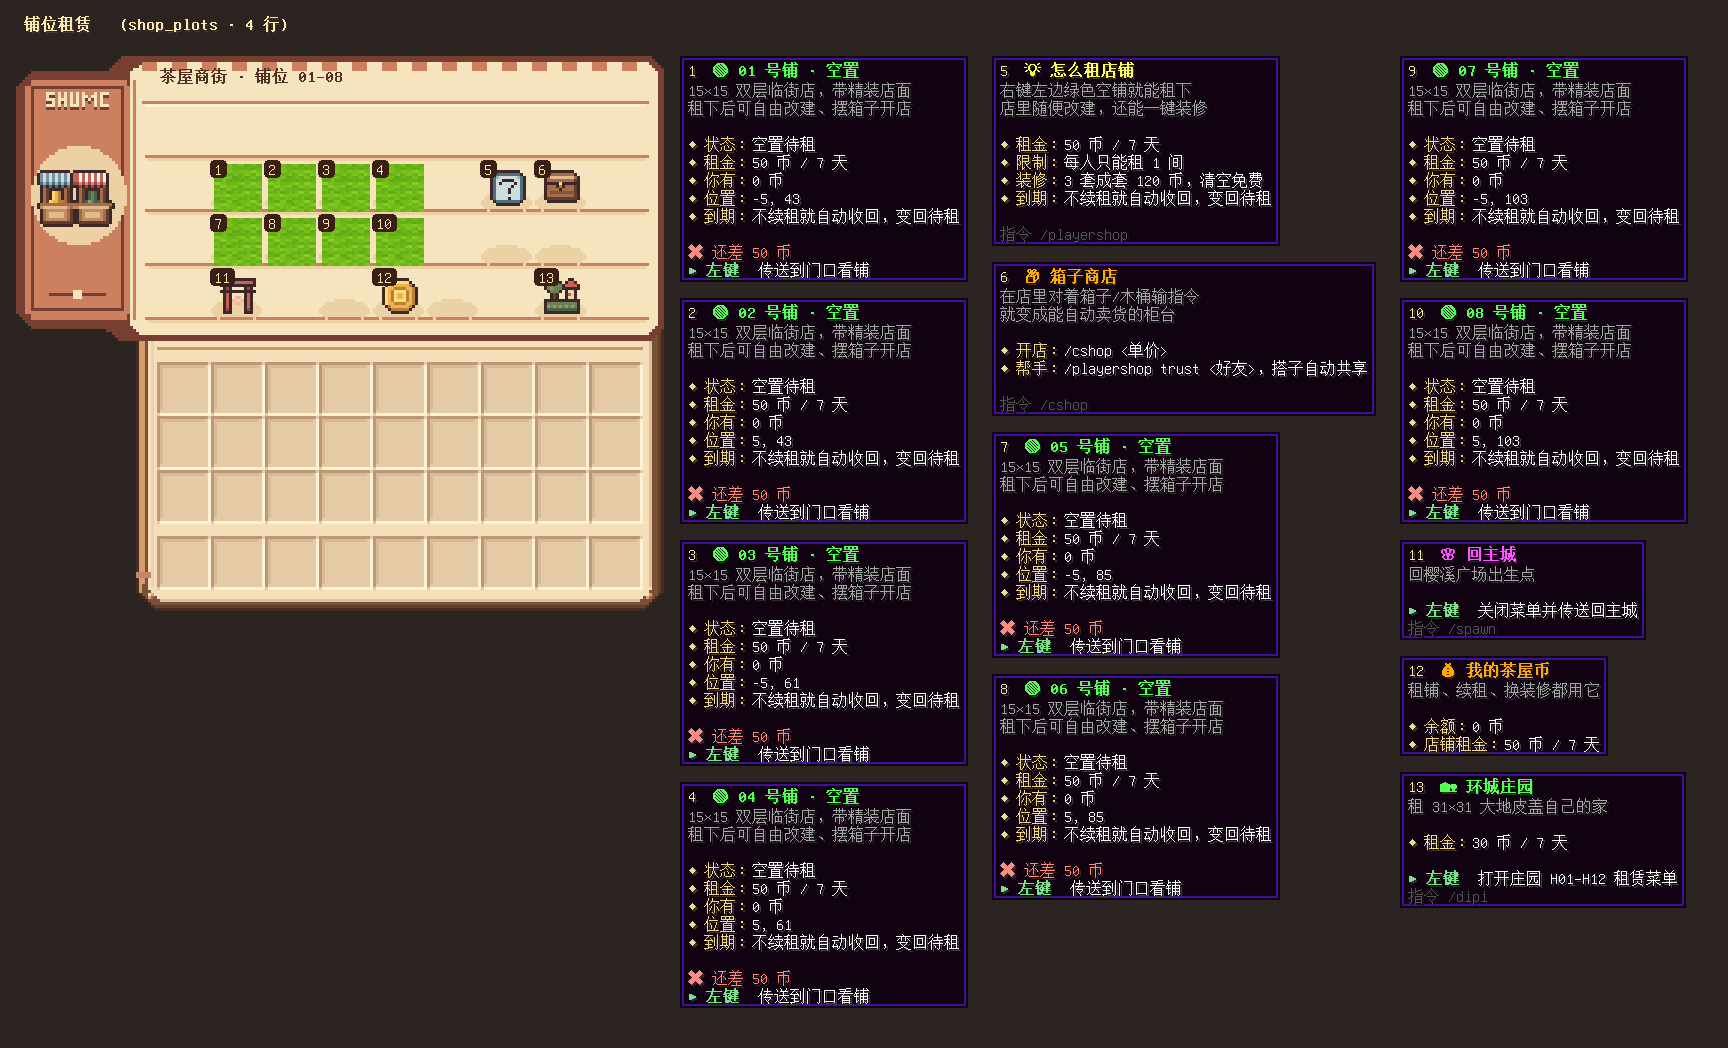 铺位租赁 (shop_plots · 4 行)
SHUMC
茶屋商街 · 铺位 01-08
1
2
3
4
5
6
7
8
9
10
11
12
13
1 01 号铺 · 空置
15×15 双层临街店，带精装店面
租下后可自由改建、摆箱子开店
◆ 状态：空置待租
◆ 租金：50 币 / 7 天
◆ 你有：0 币
◆ 位置：-5, 43
◆ 到期：不续租就自动收回，变回待租
✖ 还差 50 币
▶ 左键 传送到门口看铺
2 02 号铺 · 空置
15×15 双层临街店，带精装店面
租下后可自由改建、摆箱子开店
◆ 状态：空置待租
◆ 租金：50 币 / 7 天
◆ 你有：0 币
◆ 位置：5, 43
◆ 到期：不续租就自动收回，变回待租
✖ 还差 50 币
▶ 左键 传送到门口看铺
3 03 号铺 · 空置
15×15 双层临街店，带精装店面
租下后可自由改建、摆箱子开店
◆ 状态：空置待租
◆ 租金：50 币 / 7 天
◆ 你有：0 币
◆ 位置：-5, 61
◆ 到期：不续租就自动收回，变回待租
✖ 还差 50 币
▶ 左键 传送到门口看铺
4 04 号铺 · 空置
15×15 双层临街店，带精装店面
租下后可自由改建、摆箱子开店
◆ 状态：空置待租
◆ 租金：50 币 / 7 天
◆ 你有：0 币
◆ 位置：5, 61
◆ 到期：不续租就自动收回，变回待租
✖ 还差 50 币
▶ 左键 传送到门口看铺
5 怎么租店铺
右键左边绿色空铺就能租下
店里随便改建，还能一键装修
◆ 租金：50 币 / 7 天
◆ 限制：每人只能租 1 间
◆ 装修：3 套成套 120 币，清空免费
◆ 到期：不续租就自动收回，变回待租
指令 /playershop
6 箱子商店
在店里对着箱子/木桶输指令
就变成能自动卖货的柜台
◆ 开店：/cshop <单价>
◆ 帮手：/playershop trust <好友>，搭子自动共享
指令 /cshop
7 05 号铺 · 空置
15×15 双层临街店，带精装店面
租下后可自由改建、摆箱子开店
◆ 状态：空置待租
◆ 租金：50 币 / 7 天
◆ 你有：0 币
◆ 位置：-5, 85
◆ 到期：不续租就自动收回，变回待租
✖ 还差 50 币
▶ 左键 传送到门口看铺
8 06 号铺 · 空置
15×15 双层临街店，带精装店面
租下后可自由改建、摆箱子开店
◆ 状态：空置待租
◆ 租金：50 币 / 7 天
◆ 你有：0 币
◆ 位置：5, 85
◆ 到期：不续租就自动收回，变回待租
✖ 还差 50 币
▶ 左键 传送到门口看铺
9 07 号铺 · 空置
15×15 双层临街店，带精装店面
租下后可自由改建、摆箱子开店
◆ 状态：空置待租
◆ 租金：50 币 / 7 天
◆ 你有：0 币
◆ 位置：-5, 103
◆ 到期：不续租就自动收回，变回待租
✖ 还差 50 币
▶ 左键 传送到门口看铺
10 08 号铺 · 空置
15×15 双层临街店，带精装店面
租下后可自由改建、摆箱子开店
◆ 状态：空置待租
◆ 租金：50 币 / 7 天
◆ 你有：0 币
◆ 位置：5, 103
◆ 到期：不续租就自动收回，变回待租
✖ 还差 50 币
▶ 左键 传送到门口看铺
11 回主城
回樱溪广场出生点
▶ 左键 关闭菜单并传送回主城
指令 /spawn
12 我的茶屋币
租铺、续租、换装修都用它
◆ 余额：0 币
◆ 店铺租金：50 币 / 7 天
13 环城庄园
租 31×31 大地皮盖自己的家
◆ 租金：30 币 / 7 天
▶ 左键 打开庄园 H01-H12 租赁菜单
指令 /dipi